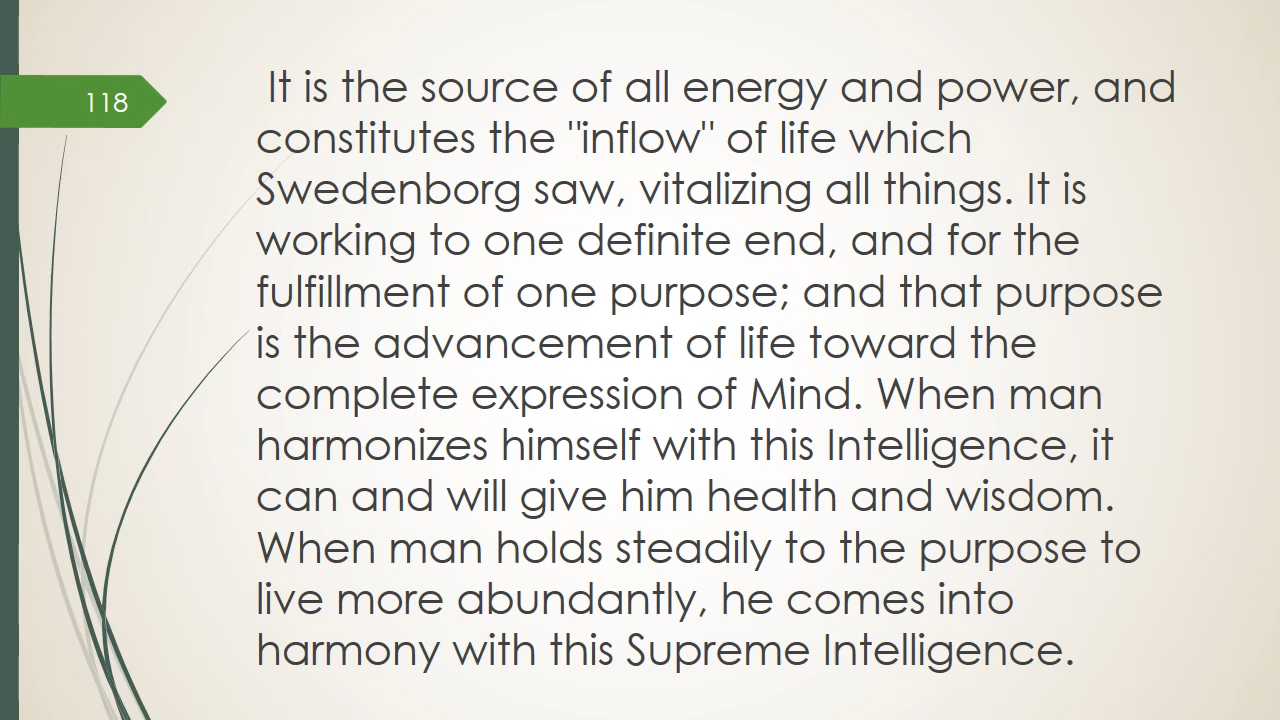 118
It is the source of all energy and power, and
constitutes the "inflow" of life which
Swedenborg saw, vitalizing all things. It is
working to one definite end, and for the
fulfillment of one purpose; and that purpose
is the advancement of life toward the
complete expression of Mind. When man
harmonizes himself with this Intelligence, it
can and will give him health and wisdom.
When man holds steadily to the purpose to
live more abundantly, he comes into
harmony with this Supreme Intelligence.